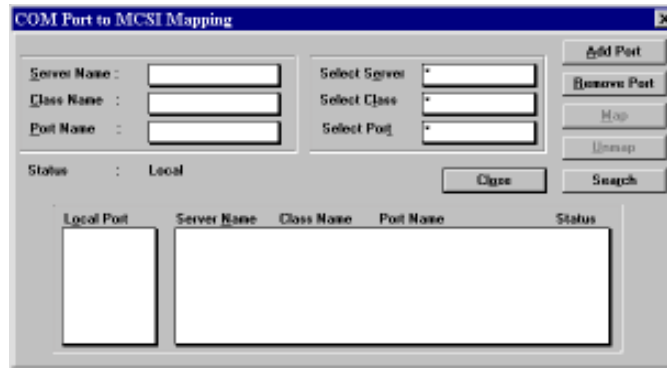 COM Port to MCSI Mapping
Server Name :
Class Name :
Port Name :
Select Server *
Select Class *
Select Port *
Add Port
Remove Port
Map
Unmap
Search
Status : Local
Close
Local Port
Server Name Class Name Port Name Status